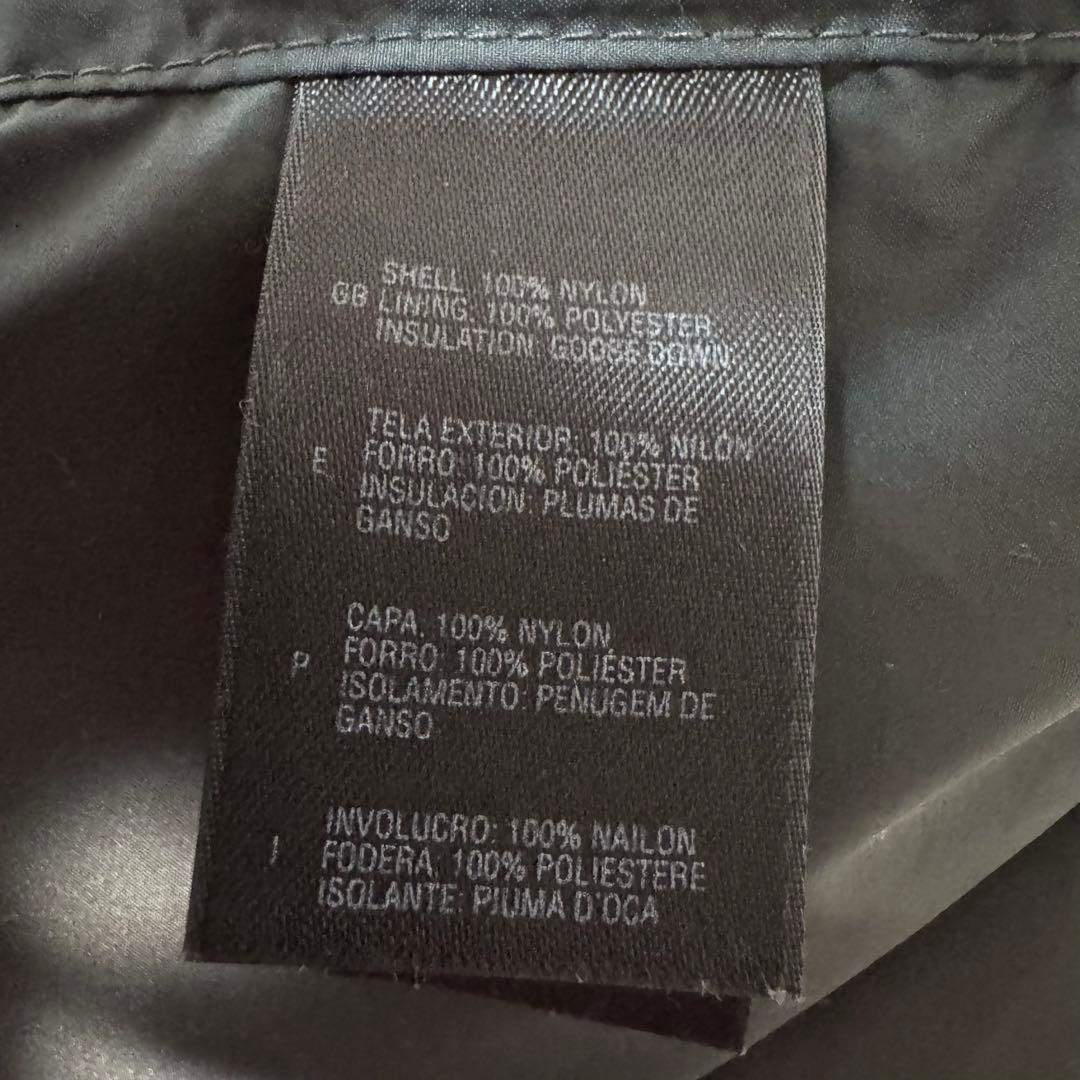 SHELL. 100% NYLON
GB LINING. 100% POLYESTER
INSULATION: GOOSE DOWN
TELA EXTERIOR: 100% NILON
E FORRO: 100% POLIÉSTER
INSULACION: PLUMAS DE
GANSO
CAPA. 100% NYLON
P FORRO: 100% POLIÉSTER
ISOLAMENTO: PENUGEM DE
GANSO
INVOLUCRO: 100% NAILON
I FODERA. 100% POLIESTERE
ISOLANTE: PIUMA D'OCA